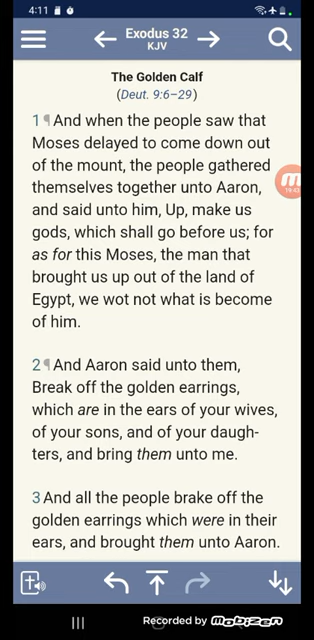 4:11
Exodus 32
KJV
The Golden Calf
(Deut. 9:6–29)
1 ¶ And when the people saw that
Moses delayed to come down out
of the mount, the people gathered
themselves together unto Aaron,
and said unto him, Up, make us
gods, which shall go before us; for
as for this Moses, the man that
brought us up out of the land of
Egypt, we wot not what is become
of him.
2 ¶ And Aaron said unto them,
Break off the golden earrings,
which are in the ears of your wives,
of your sons, and of your daugh-
ters, and bring them unto me.
3 And all the people brake off the
golden earrings which were in their
ears, and brought them unto Aaron.
Recorded by Mobizen